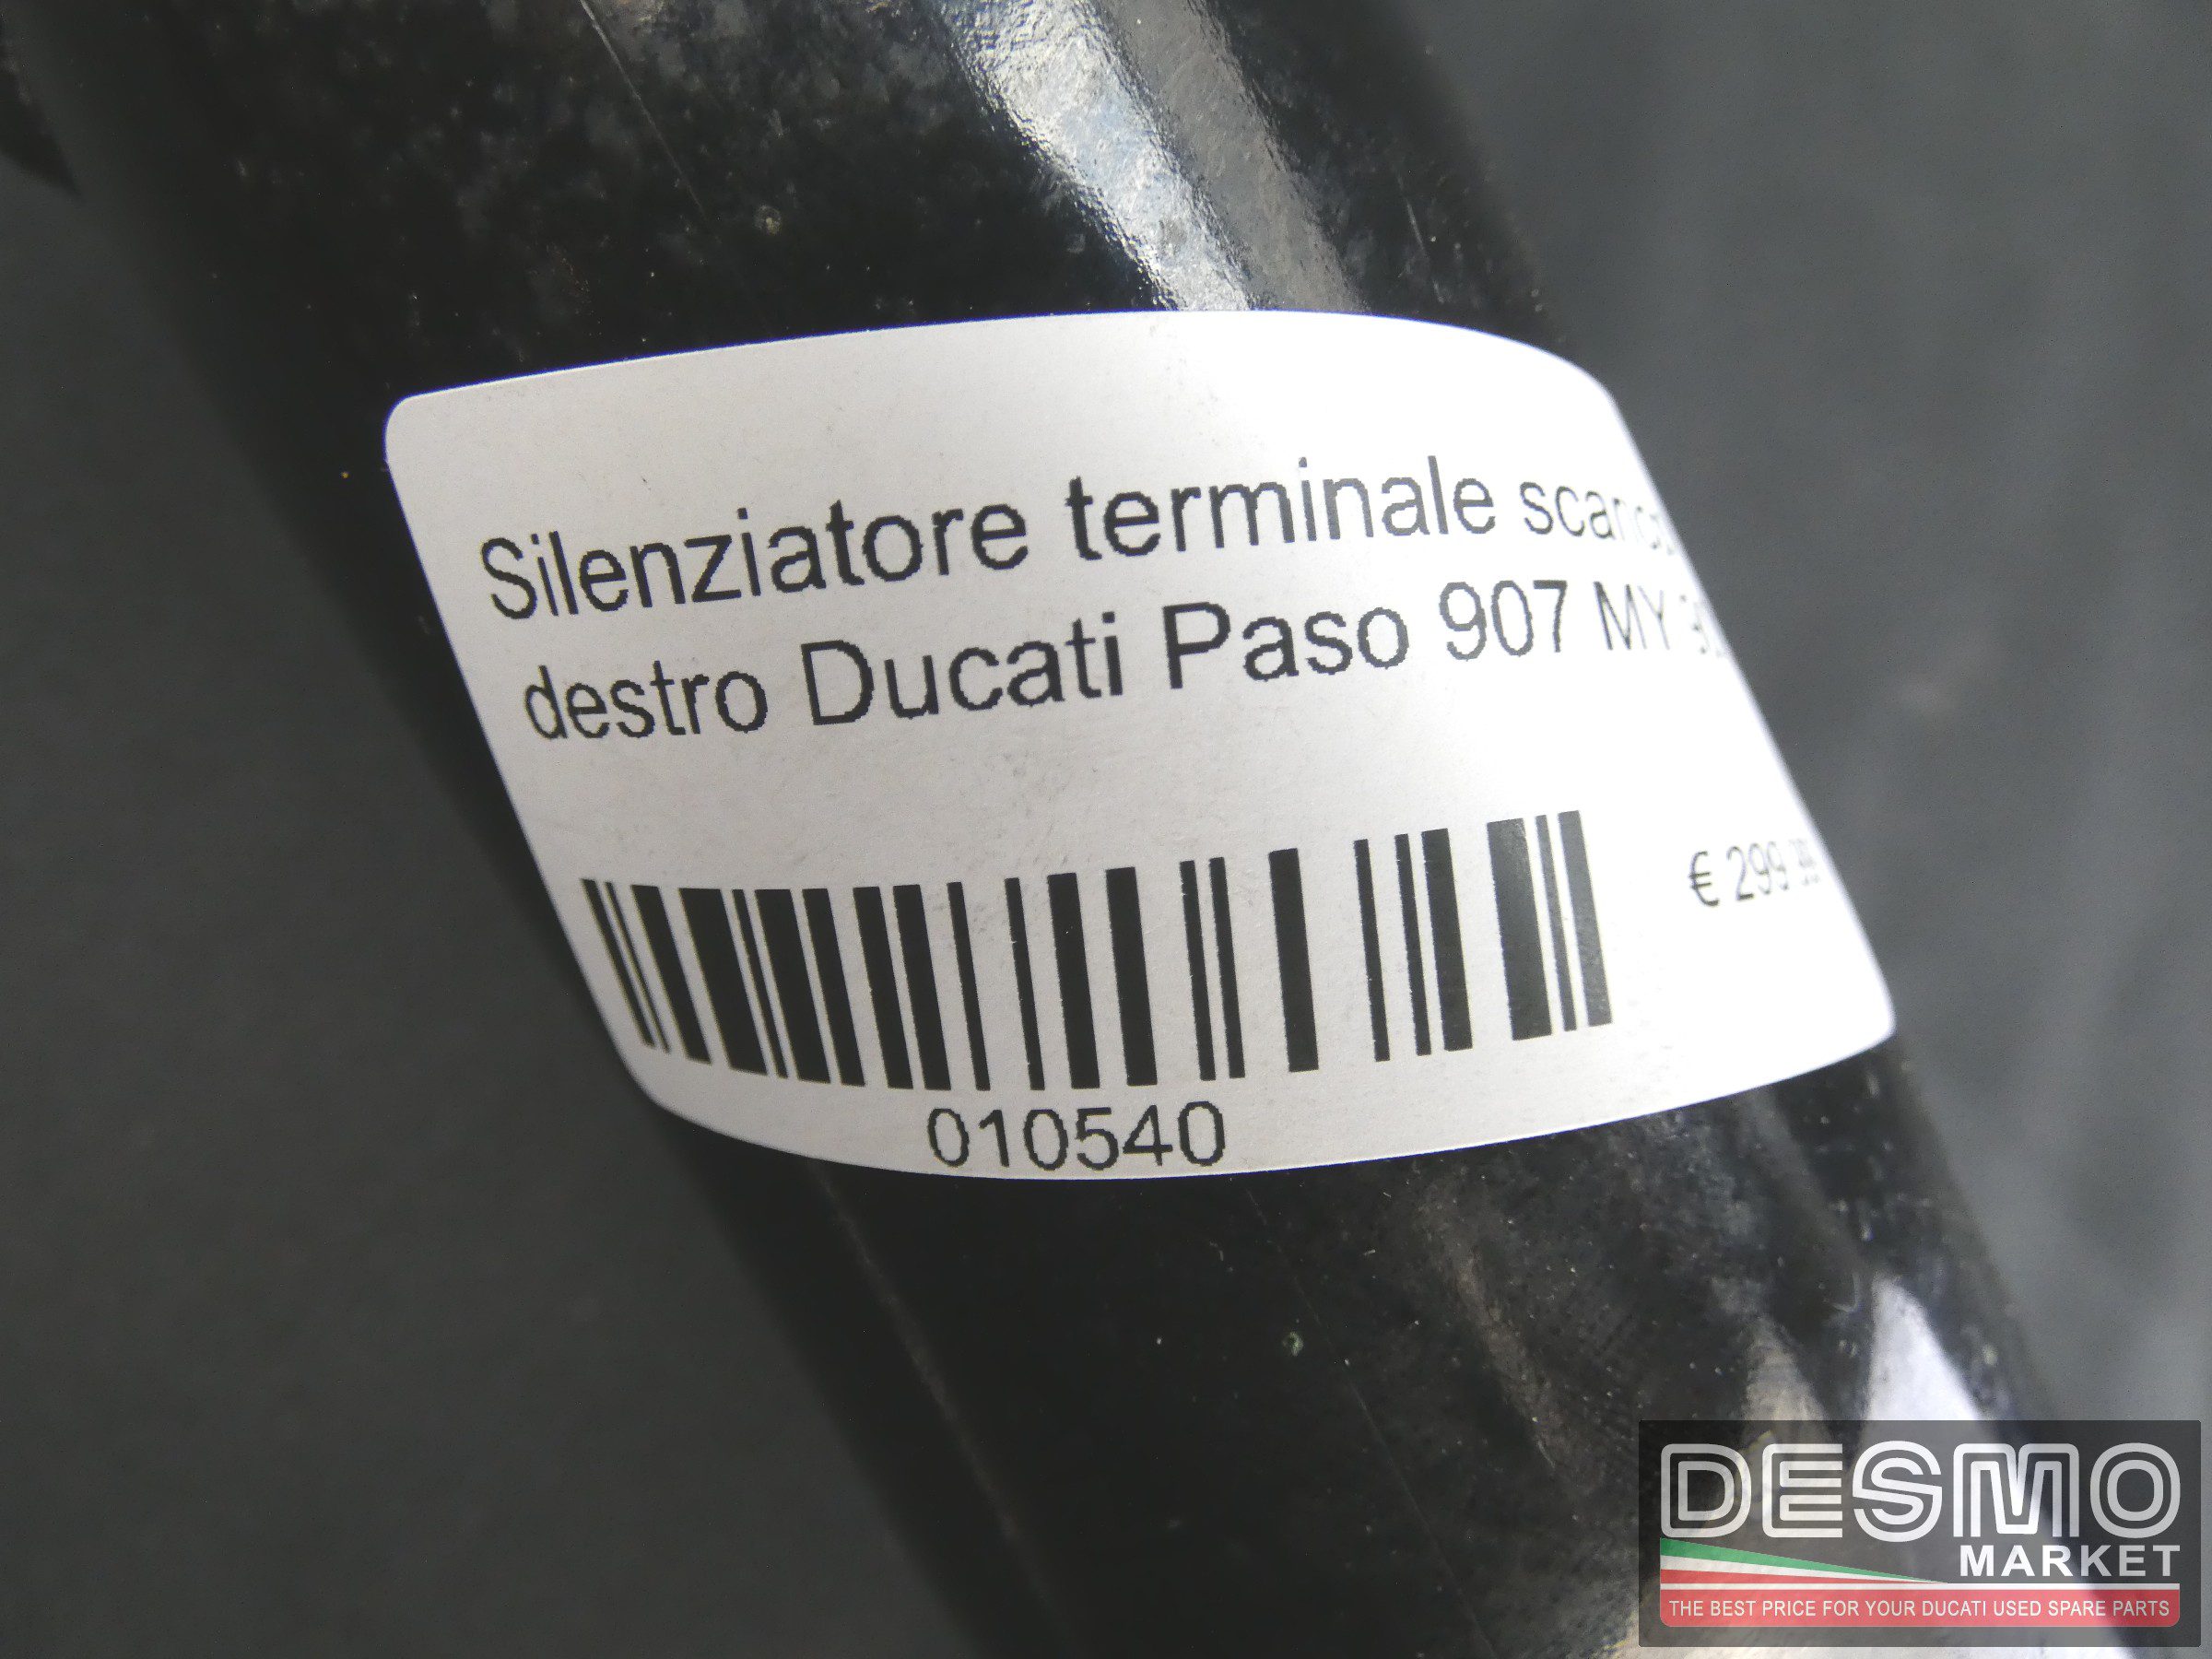 Silenziatore terminale
destro Ducati Paso 907 MY
€ 299
010540
DESMO
MARKET
THE BEST PRICE FOR YOUR DUCATI USED SPARE PARTS